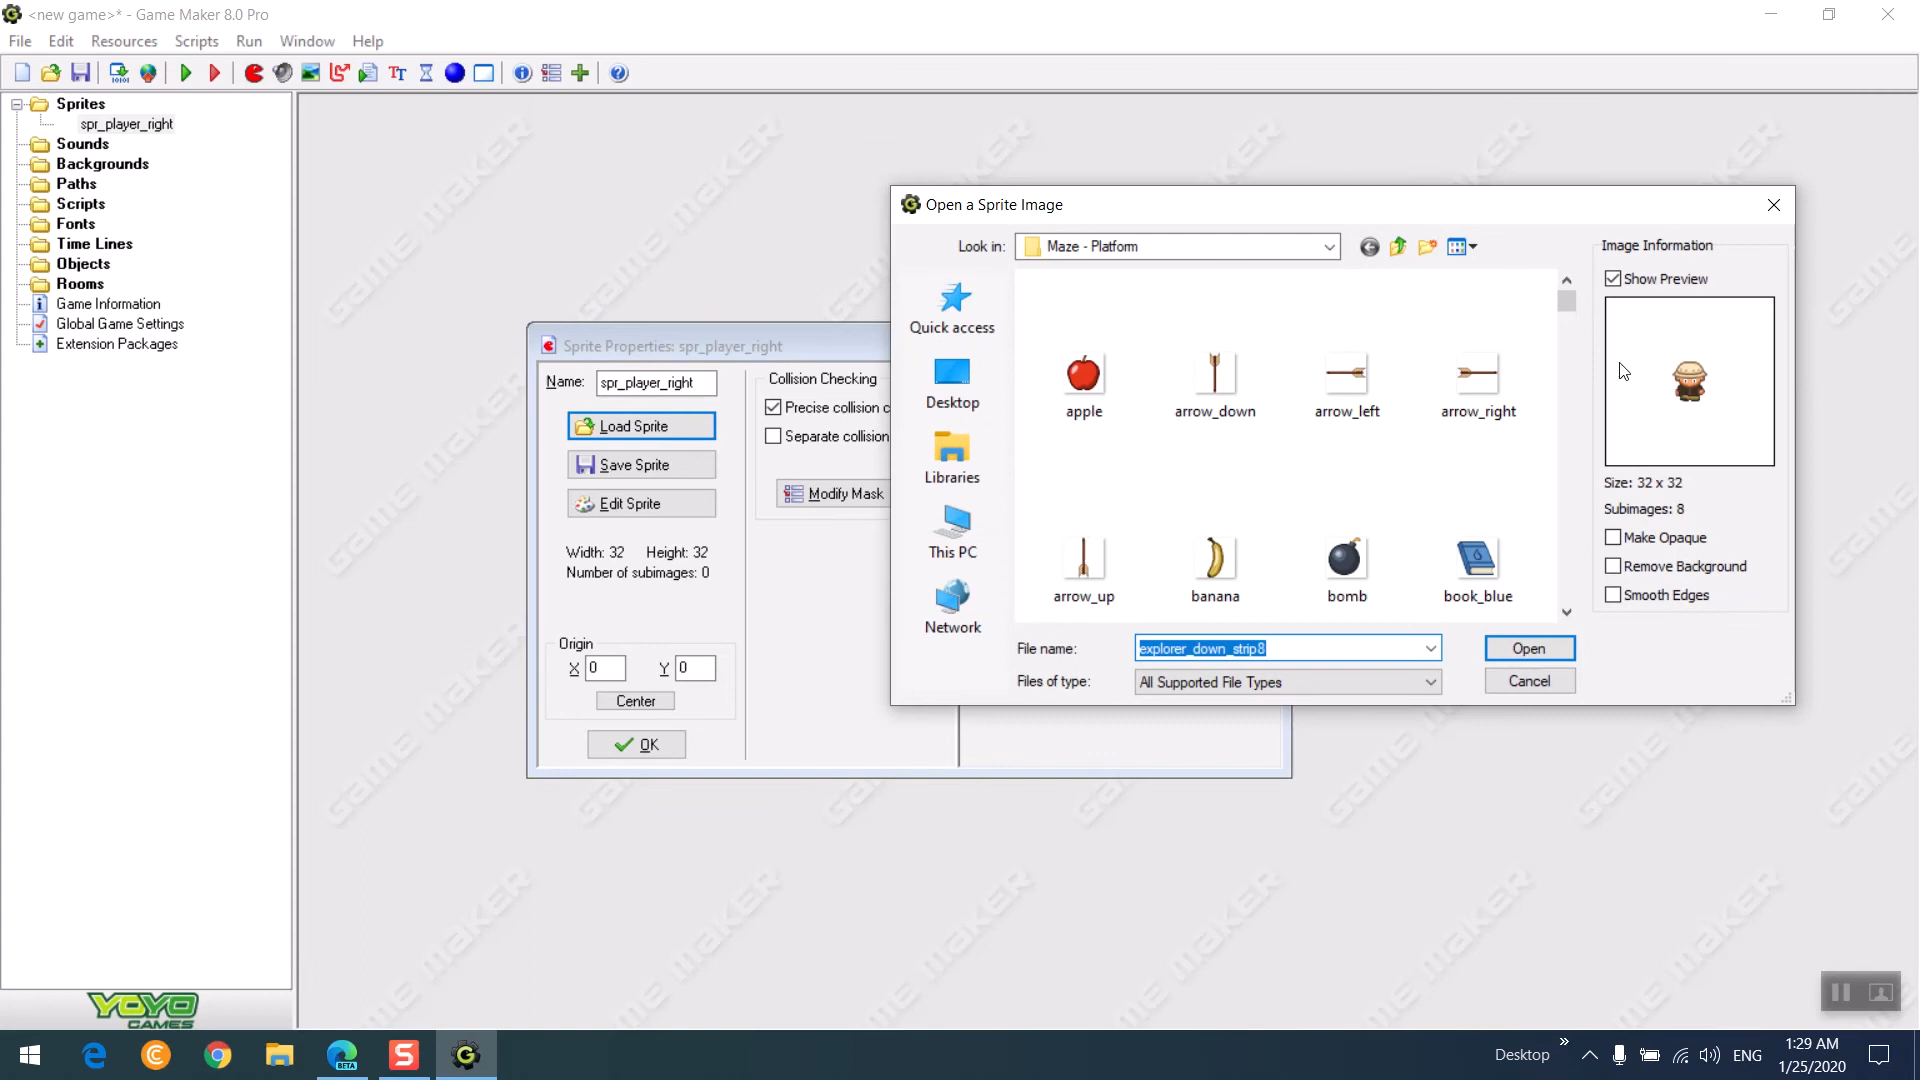 <new game>* - Game Maker 8.0 Pro
File Edit Resources Scripts Run Window Help
Sprites
spr_player_right
Sounds
Backgrounds
Paths
Scripts
Fonts
Time Lines
Objects
Rooms
Game Information
Global Game Settings
Extension Packages
YOYO
GAMES
Sprite Properties: spr_player_right
Name: spr_player_right
Load Sprite
Save Sprite
Edit Sprite
Width: 32 Height: 32
Number of subimages: 0
Origin
X 0 Y 0
Center
OK
Collision Checking
Precise collision c
Separate collision
Modify Mask
Open a Sprite Image
Look in: Maze - Platform
Quick access
Desktop
Libraries
This PC
Network
apple arrow_down arrow_left arrow_right
arrow_up banana bomb book_blue
File name: explorer_down_strip8
Files of type: All Supported File Types
Open
Cancel
Image Information
Show Preview
Size: 32 x 32
Subimages: 8
Make Opaque
Remove Background
Smooth Edges
GAME MAKER
BETA
Desktop
ENG
1:29 AM
1/25/2020